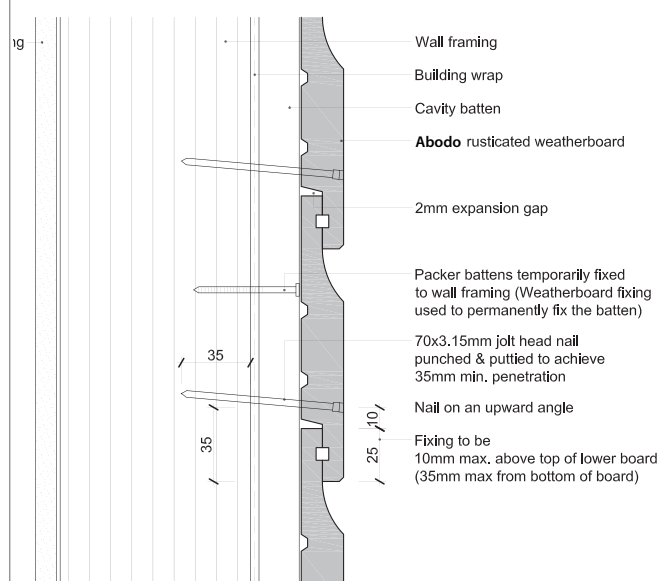 Wall framing
Building wrap
Cavity batten
Abodo rusticated weatherboard
2mm expansion gap
Packer battens temporarily fixed
to wall framing (Weatherboard fixing
used to permanently fix the batten)
35
70x3.15mm jolt head nail
punched & puttied to achieve
35mm min. penetration
Nail on an upward angle
10
35
25
Fixing to be
10mm max. above top of lower board
(35mm max from bottom of board)